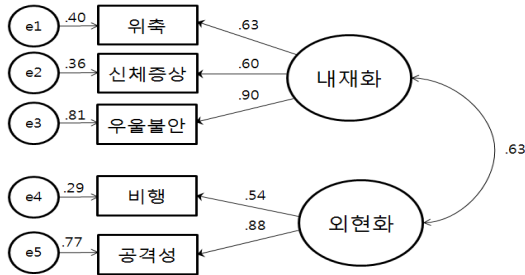 e1 .40 위축 .63
e2 .36 신체증상 .60 내재화
e3 .81 우울불안 .90
.63
e4 .29 비행 .54 외현화
e5 .77 공격성 .88